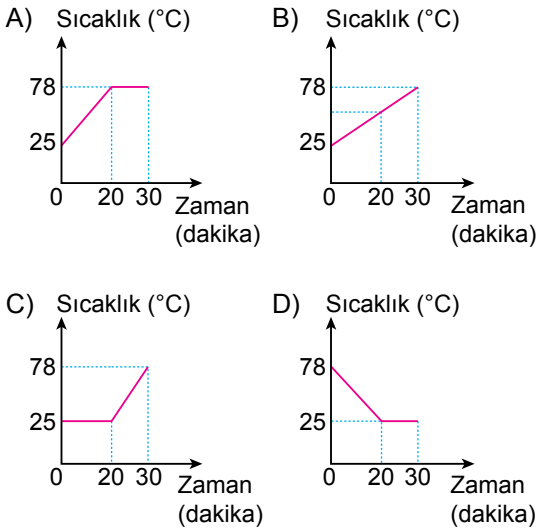 A) Sıcaklık (°C)
78
25
0 20 30 Zaman
(dakika)
B) Sıcaklık (°C)
78
25
0 20 30 Zaman
(dakika)
C) Sıcaklık (°C)
78
25
0 20 30 Zaman
(dakika)
D) Sıcaklık (°C)
78
25
0 20 30 Zaman
(dakika)